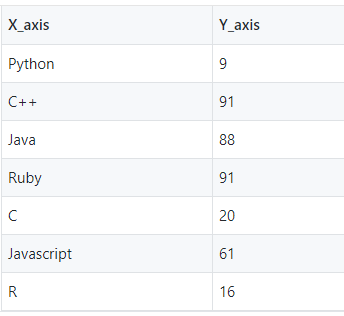 X_axis Y_axis
Python 9
C++ 91
Java 88
Ruby 91
C 20
Javascript 61
R 16